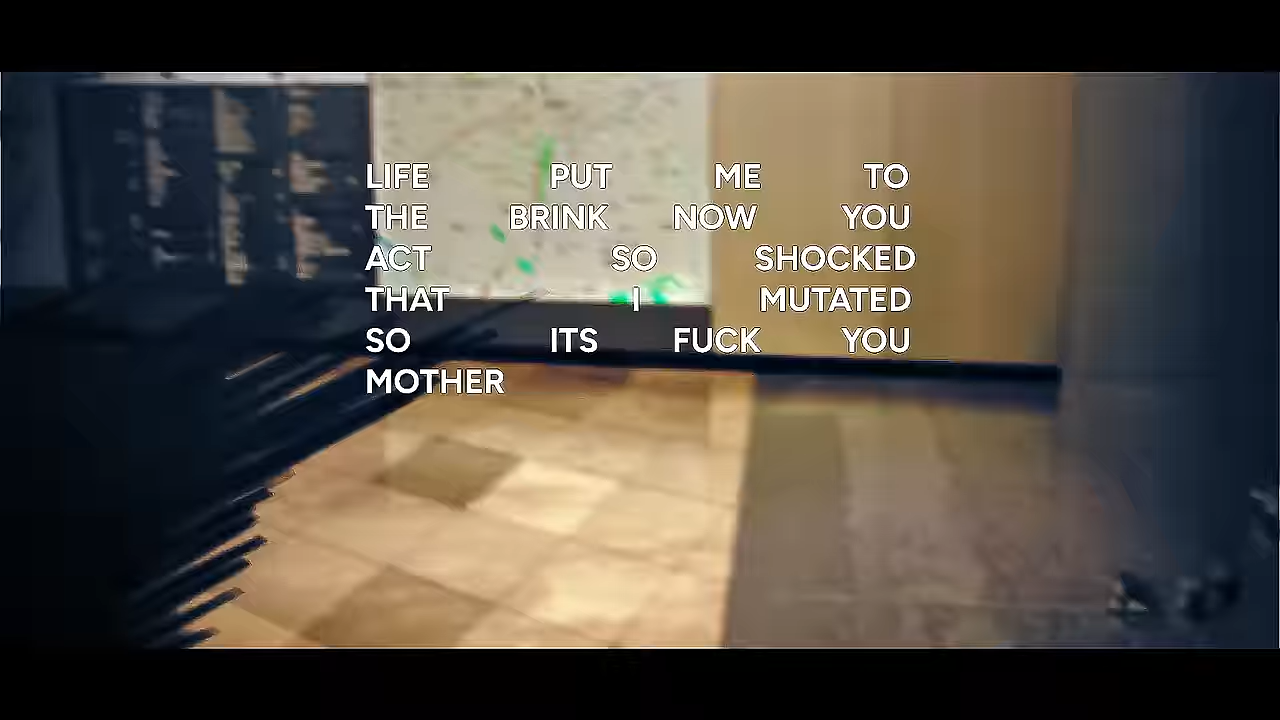 LIFE PUT ME TO
THE BRINK NOW YOU
ACT SO SHOCKED
THAT I MUTATED
SO ITS FUCK YOU
MOTHER